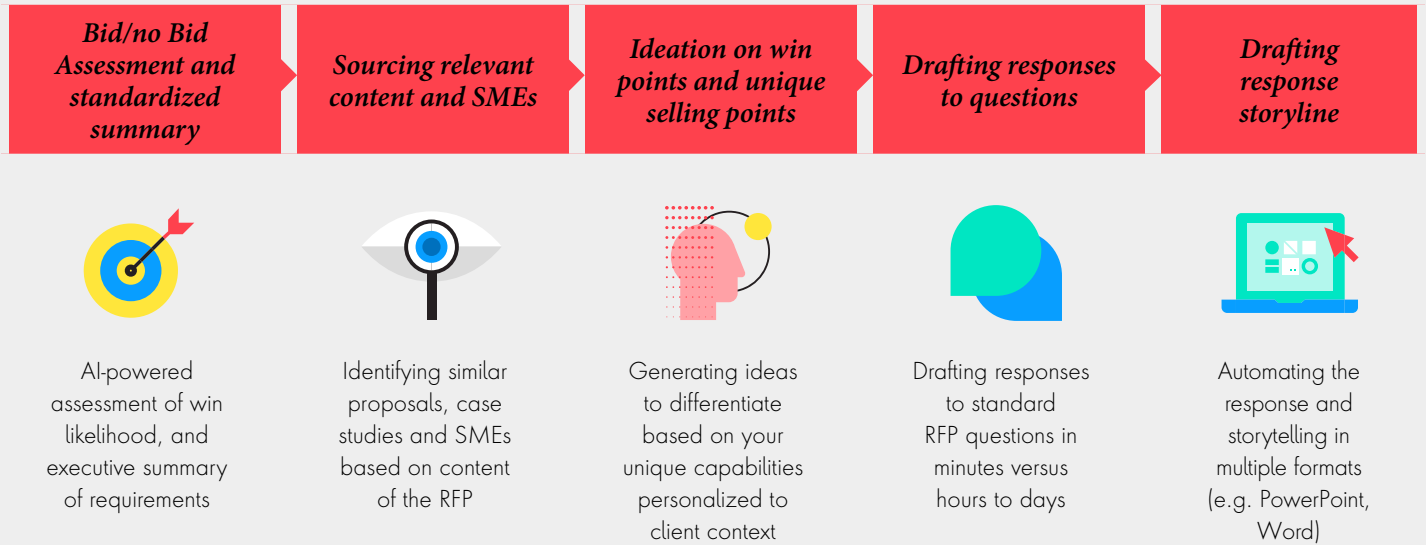 Bid/no Bid
Assessment and
standardized
summary
Sourcing relevant
content and SMEs
Ideation on win
points and unique
selling points
Drafting responses
to questions
Drafting
response
storyline
AI-powered
assessment of win
likelihood, and
executive summary
of requirements
Identifying similar
proposals, case
studies and SMEs
based on content
of the RFP
Generating ideas
to differentiate
based on your
unique capabilities
personalized to
client context
Drafting responses
to standard
RFP questions in
minutes versus
hours to days
Automating the
response and
storytelling in
multiple formats
(e.g. PowerPoint,
Word)